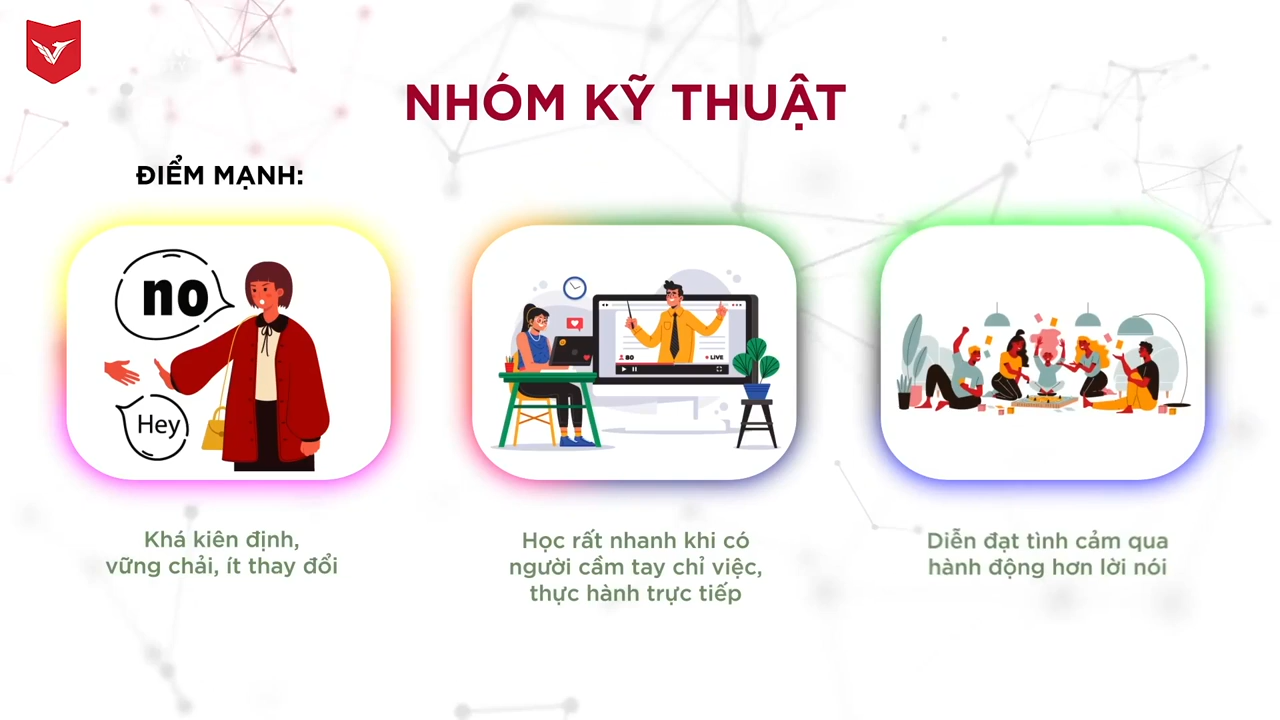 NHÓM KỸ THUẬT
ĐIỂM MẠNH:
no
Hey
80
LIVE
Khá kiên định,
vững chải, ít thay đổi
Học rất nhanh khi có
người cầm tay chỉ việc,
thực hành trực tiếp
Diễn đạt tình cảm qua
hành động hơn lời nói